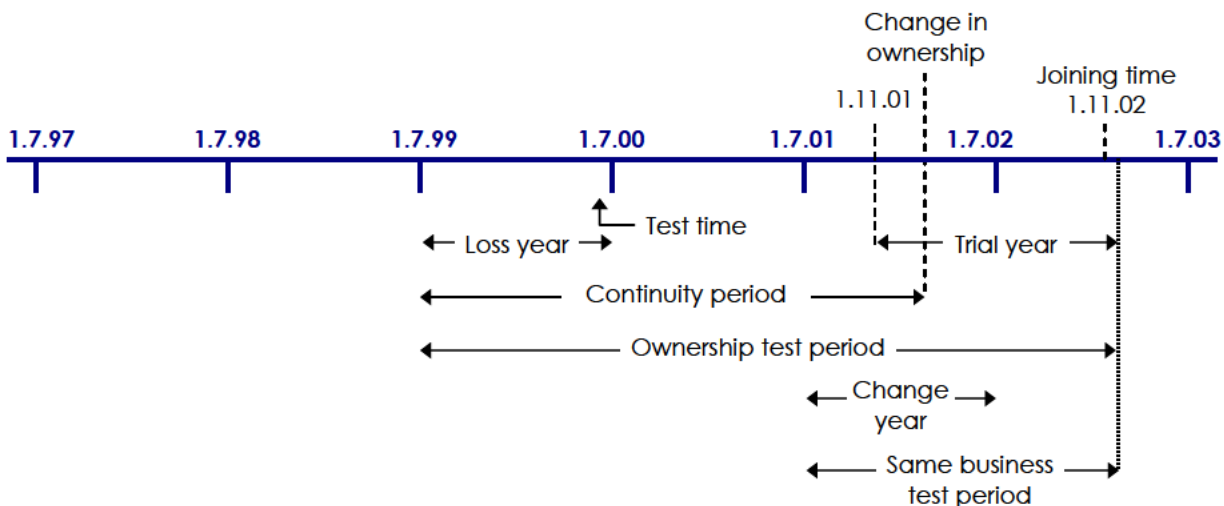 Change in
ownership
Joining time
1.11.01
1.11.02
1.7.97
1.7.98
1.7.99
1.7.00
1.7.01
1.7.02
1.7.03
Test time
Loss year
Trial year
Continuity period
Ownership test period
Change
year
Same business
test period